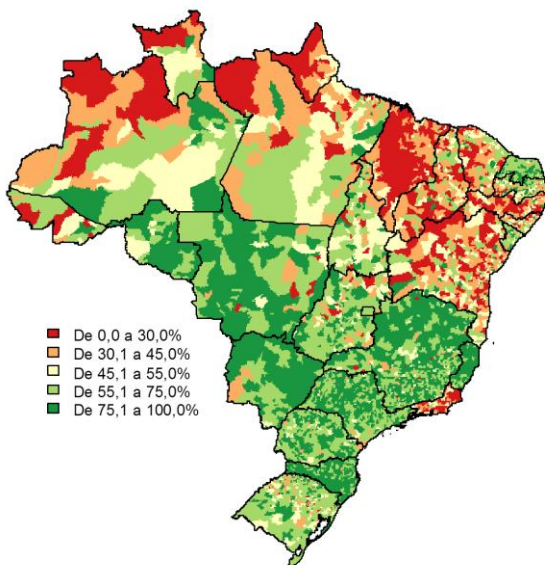 De 0,0 a 30,0%
De 30,1 a 45,0%
De 45,1 a 55,0%
De 55,1 a 75,0%
De 75,1 a 100,0%